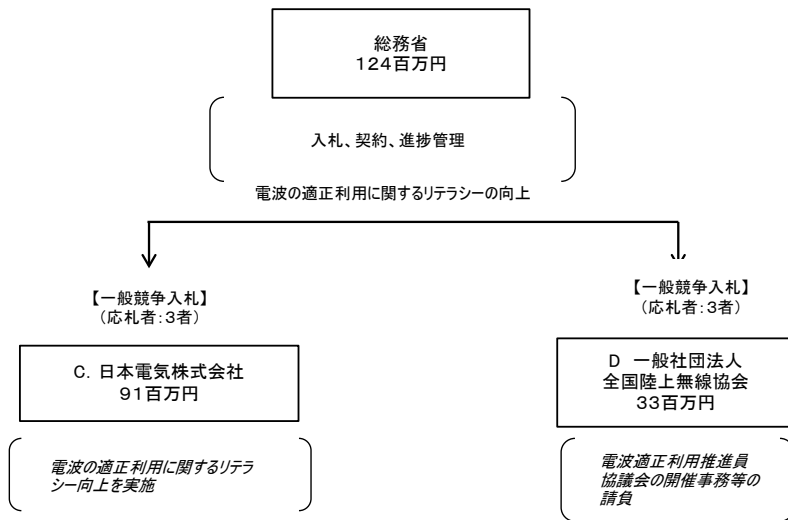 総務省
124百万円
入札、契約、進捗管理
電波の適正利用に関するリテラシーの向上
【一般競争入札】
（応札者：3者）
C．日本電気株式会社
91百万円
電波の適正利用に関するリテラ
シー向上を実施
【一般競争入札】
（応札者：3者）
D　一般社団法人
全国陸上無線協会
33百万円
電波適正利用推進員
協議会の開催事務等の
請負